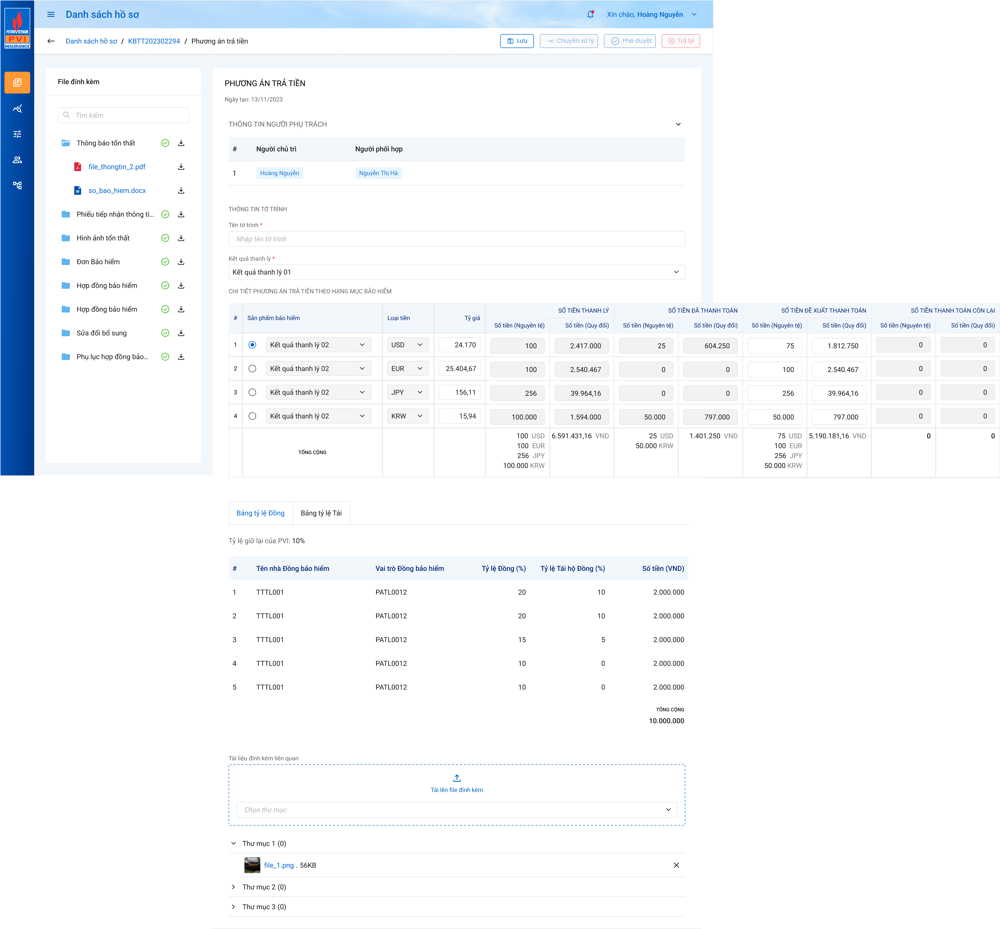 PETROVIETNAM
PVI
INSURANCE
Danh sách hồ sơ
Xin chào, Hoàng Nguyễn
Danh sách hồ sơ / KBTT202302294 / Phương án trả tiền
Lưu
Chuyển xử lý
Phê duyệt
Trả lại
File đính kèm
Tìm kiếm
Thông báo tổn thất
file_thongtin_2.pdf
so_bao_hiem.docx
Phiếu tiếp nhận thông ti...
Hình ảnh tổn thất
Đơn Bảo hiểm
Hợp đồng bảo hiểm
Hợp đồng bảo hiểm
Sửa đổi bổ sung
Phụ lục hợp đồng bảo...
PHƯƠNG ÁN TRẢ TIỀN
Ngày tạo: 13/11/2023
THÔNG TIN NGƯỜI PHỤ TRÁCH
# Người chủ trì Người phối hợp
1 Hoàng Nguyễn Nguyễn Thị Hà
THÔNG TIN TỜ TRÌNH
Tên tờ trình *
Nhập tên tờ trình
Kết quả thanh lý *
Kết quả thanh lý 01
CHI TIẾT PHƯƠNG ÁN TRẢ TIỀN THEO HẠNG MỤC BẢO HIỂM
# Sản phẩm bảo hiểm Loại tiền Tỷ giá SỐ TIỀN THANH LÝ SỐ TIỀN ĐÃ THANH TOÁN SỐ TIỀN ĐỀ XUẤT THANH TOÁN SỐ TIỀN THANH TOÁN CÒN LẠI
Số tiền (Nguyên tệ) Số tiền (Quy đổi) Số tiền (Nguyên tệ) Số tiền (Quy đổi) Số tiền (Nguyên tệ) Số tiền (Quy đổi) Số tiền (Nguyên tệ) Số tiền (Quy đổi)
1 Kết quả thanh lý 02 USD 24.170 100 2.417.000 25 604.250 75 1.812.750 0 0
2 Kết quả thanh lý 02 EUR 25.404,67 100 2.540.467 0 0 100 2.540.467 0 0
3 Kết quả thanh lý 02 JPY 156,11 256 39.964,16 0 0 256 39.964,16 0 0
4 Kết quả thanh lý 02 KRW 15,94 100.000 1.594.000 50.000 797.000 50.000 797.000 0 0
TỔNG CỘNG
100 USD 6.591.431,16 VND 25 USD 1.401.250 VND 75 USD 5.190.181,16 VND 0 0
100 EUR 50.000 KRW 100 EUR
256 JPY 256 JPY
100.000 KRW 50.000 KRW
Bảng tỷ lệ Đồng Bảng tỷ lệ Tái
Tỷ lệ giữ lại của PVI: 10%
# Tên nhà Đồng bảo hiểm Vai trò Đồng bảo hiểm Tỷ lệ Đồng (%) Tỷ lệ Tái hộ Đồng (%) Số tiền (VND)
1 TTTL001 PATL0012 20 10 2.000.000
2 TTTL001 PATL0012 20 10 2.000.000
3 TTTL001 PATL0012 15 5 2.000.000
4 TTTL001 PATL0012 10 0 2.000.000
5 TTTL001 PATL0012 10 0 2.000.000
TỔNG CỘNG
10.000.000
Tài liệu đính kèm liên quan
Tải lên file đính kèm
Chọn thư mục
Thư mục 1 (0)
file_1.png . 56KB
Thư mục 2 (0)
Thư mục 3 (0)